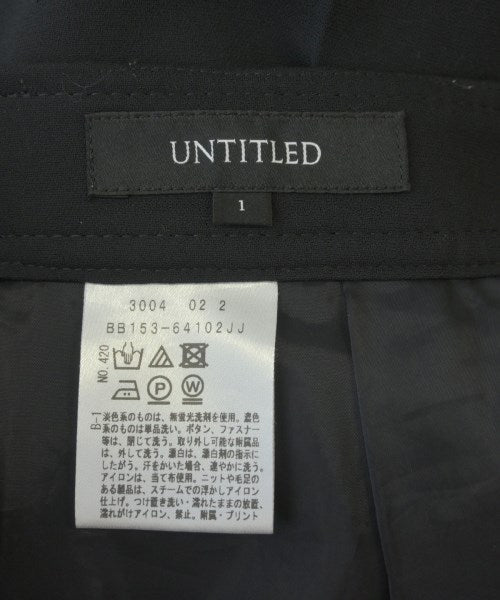 UNTITLED
1
3004 02 2
BB153-64102JJ
NO.420
B-1
淡色系のものは、無蛍光洗剤を使用。濃色
系のものは単品洗い。ボタン、ファスナー
等は、閉じて洗う。取り外し可能な附属品
は、外して洗う。漂白は、漂白剤の指示に
したがう。汗をかいた場合、速やかに洗う。
アイロンは、当て布使用。ニットや毛足の
ある製品は、スチームでの浮かしアイロン
仕上げ。つけ置き洗い・濡れたままの放置、
濡れがけアイロン、禁止。附属・プリント